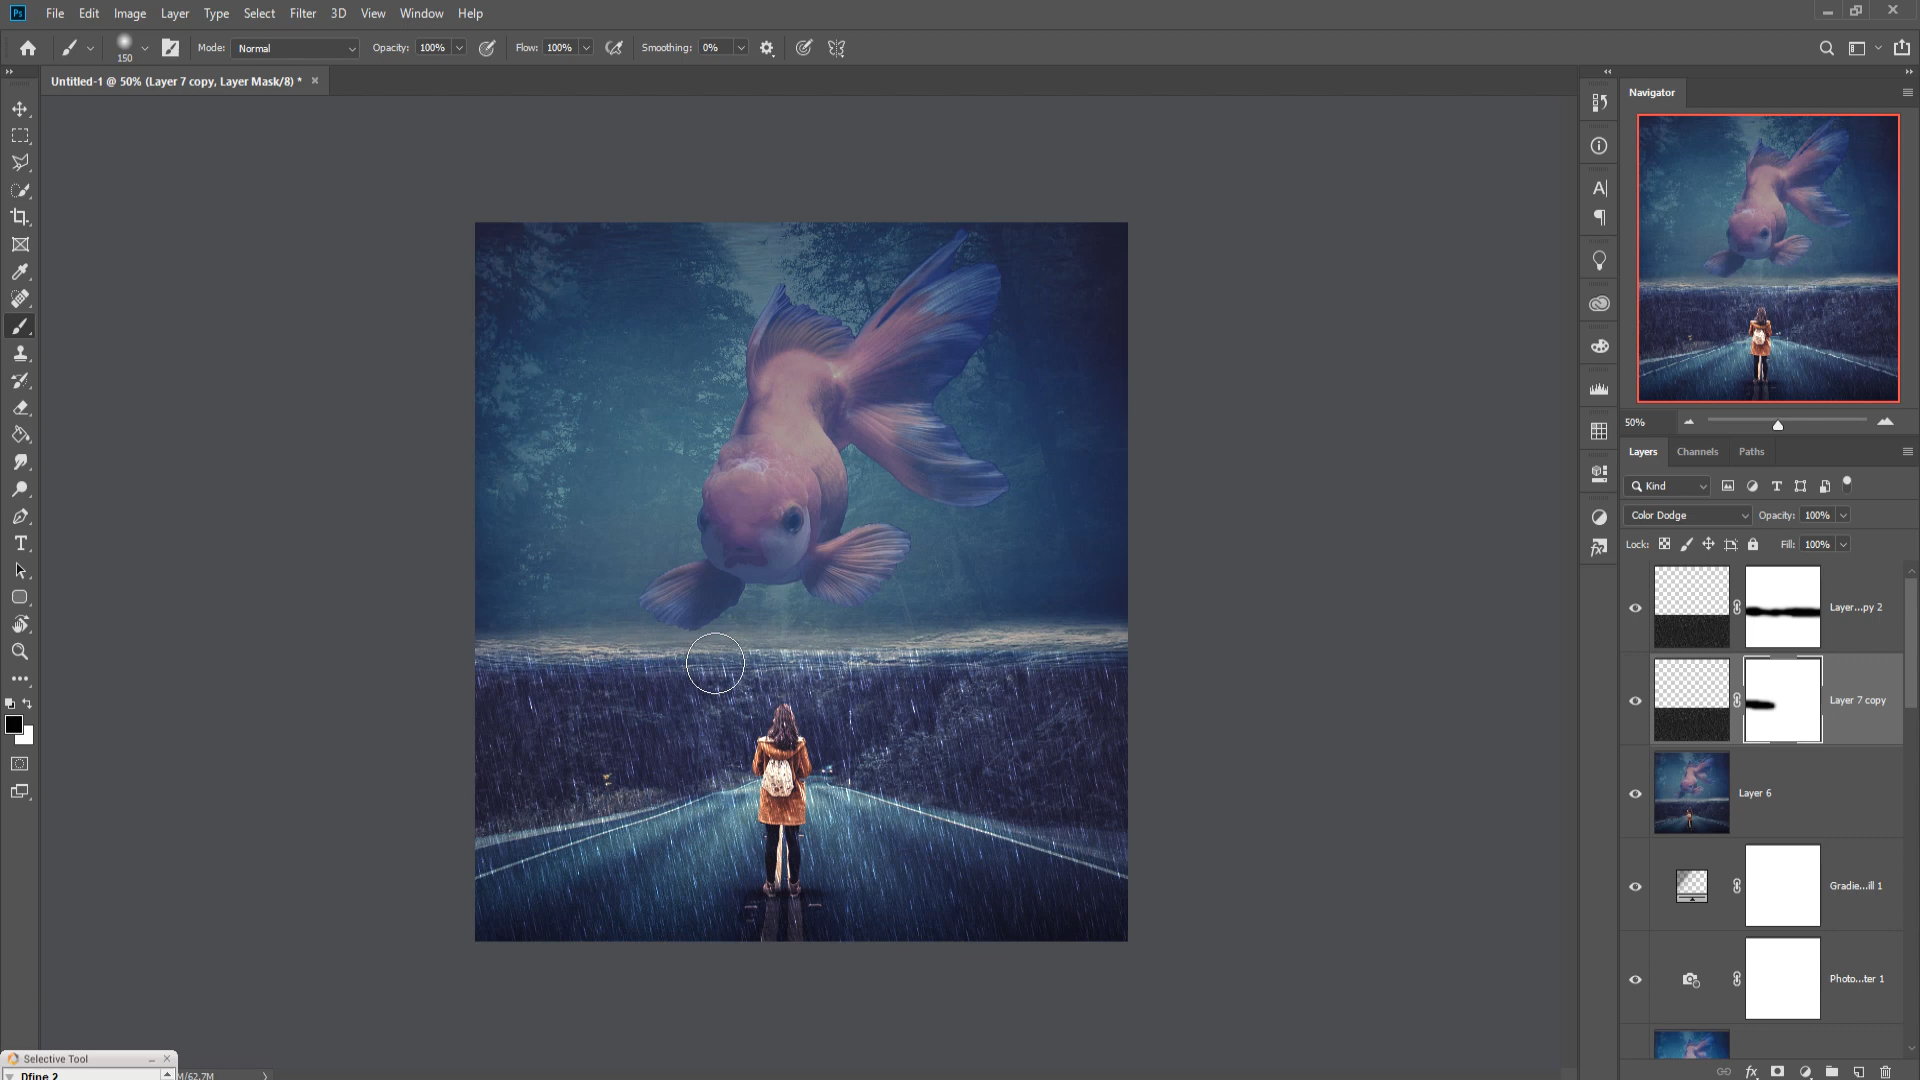 Ps File Edit Image Layer Type Select Filter 3D View Window Help
150 Mode: Normal Opacity: 100% Flow: 100% Smoothing: 0%
Untitled-1 @ 50% (Layer 7 copy, Layer Mask/8) * ×
Navigator
50%
Layers Channels Paths
Kind
Color Dodge Opacity: 100%
Lock: Fill: 100%
Layer...py 2
Layer 7 copy
Layer 6
Gradie...ill 1
Photo...ter 1
Selective Tool
Dfine 2
M/62.7M